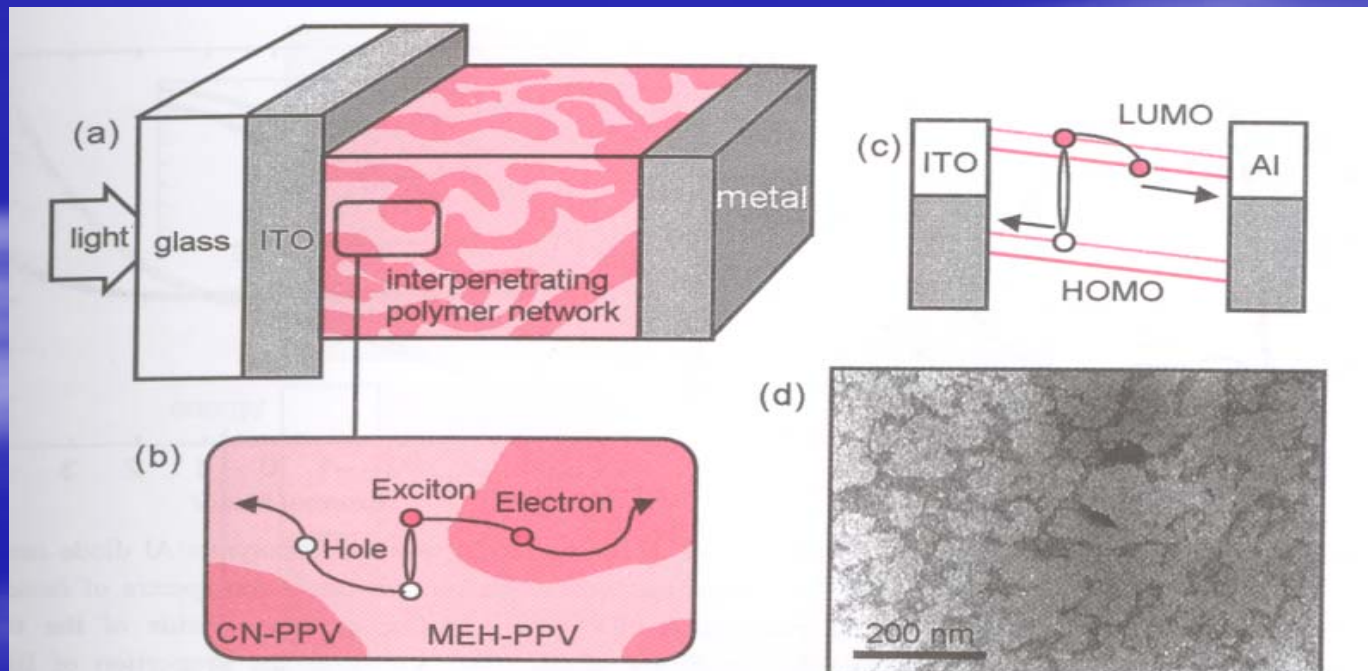 (a)
light
glass
ITO
metal
interpenetrating
polymer network
(b)
Exciton
Electron
Hole
CN-PPV
MEH-PPV
(c)
LUMO
ITO
Al
HOMO
(d)
200 nm